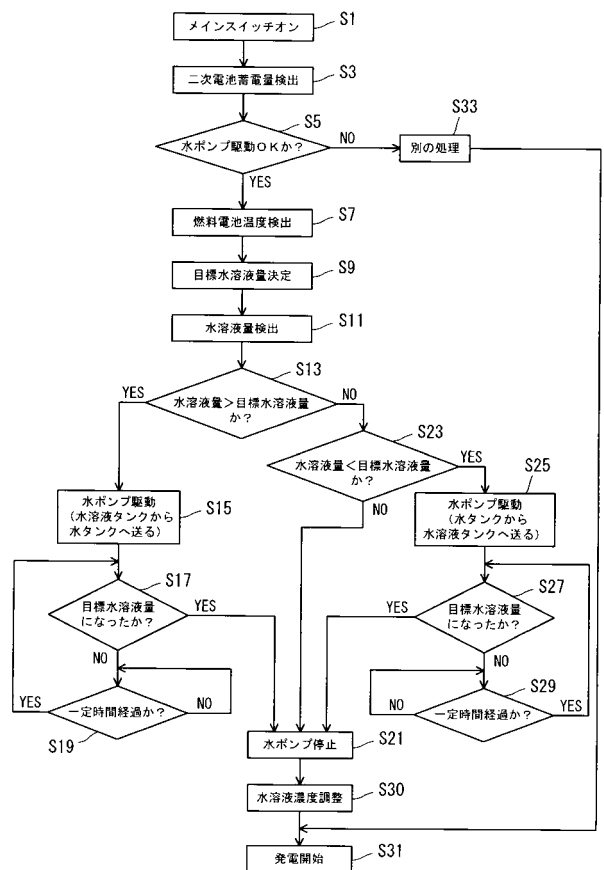 メインスイッチオン
S1
二次電池蓄電量検出
S3
水ポンプ駆動ＯＫか？
S5
NO
別の処理
S33
YES
燃料電池温度検出
S7
目標水溶液量決定
S9
水溶液量検出
S11
S13
YES
水溶液量＞目標水溶液量
か？
NO
S23
水溶液量＜目標水溶液量
か？
YES
NO
S25
水ポンプ駆動
（水溶液タンクから
水タンクへ送る）
S15
水ポンプ駆動
（水タンクから
水溶液タンクへ送る）
S17
目標水溶液量
になったか？
YES
NO
S27
目標水溶液量
になったか？
YES
NO
YES
一定時間経過か？
NO
S19
S29
NO
一定時間経過か？
YES
水ポンプ停止
S21
水溶液濃度調整
S30
発電開始
S31